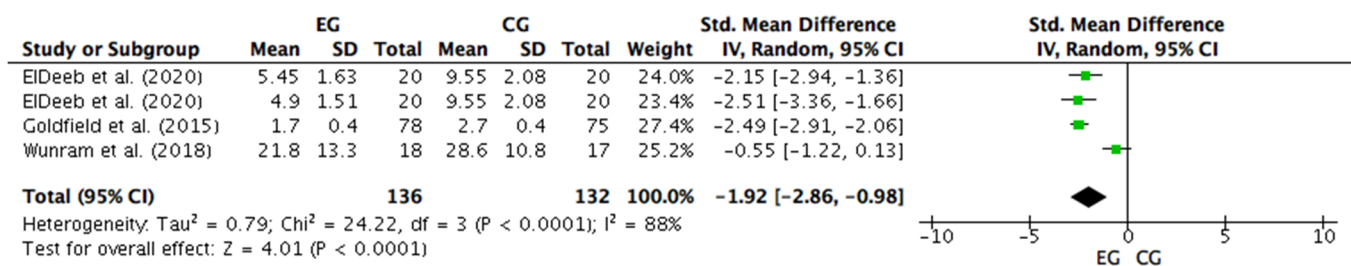 EG CG Std. Mean Difference Std. Mean Difference
Study or Subgroup Mean SD Total Mean SD Total Weight IV, Random, 95% CI IV, Random, 95% CI
ElDeeb et al. (2020) 5.45 1.63 20 9.55 2.08 20 24.0% -2.15 [-2.94, -1.36]
ElDeeb et al. (2020) 4.9 1.51 20 9.55 2.08 20 23.4% -2.51 [-3.36, -1.66]
Goldfield et al. (2015) 1.7 0.4 78 2.7 0.4 75 27.4% -2.49 [-2.91, -2.06]
Wunram et al. (2018) 21.8 13.3 18 28.6 10.8 17 25.2% -0.55 [-1.22, 0.13]
Total (95% CI) 136 132 100.0% -1.92 [-2.86, -0.98]
Heterogeneity: Tau² = 0.79; Chi² = 24.22, df = 3 (P < 0.0001); I² = 88%
Test for overall effect: Z = 4.01 (P < 0.0001)
-10 -5 0 5 10
EG CG